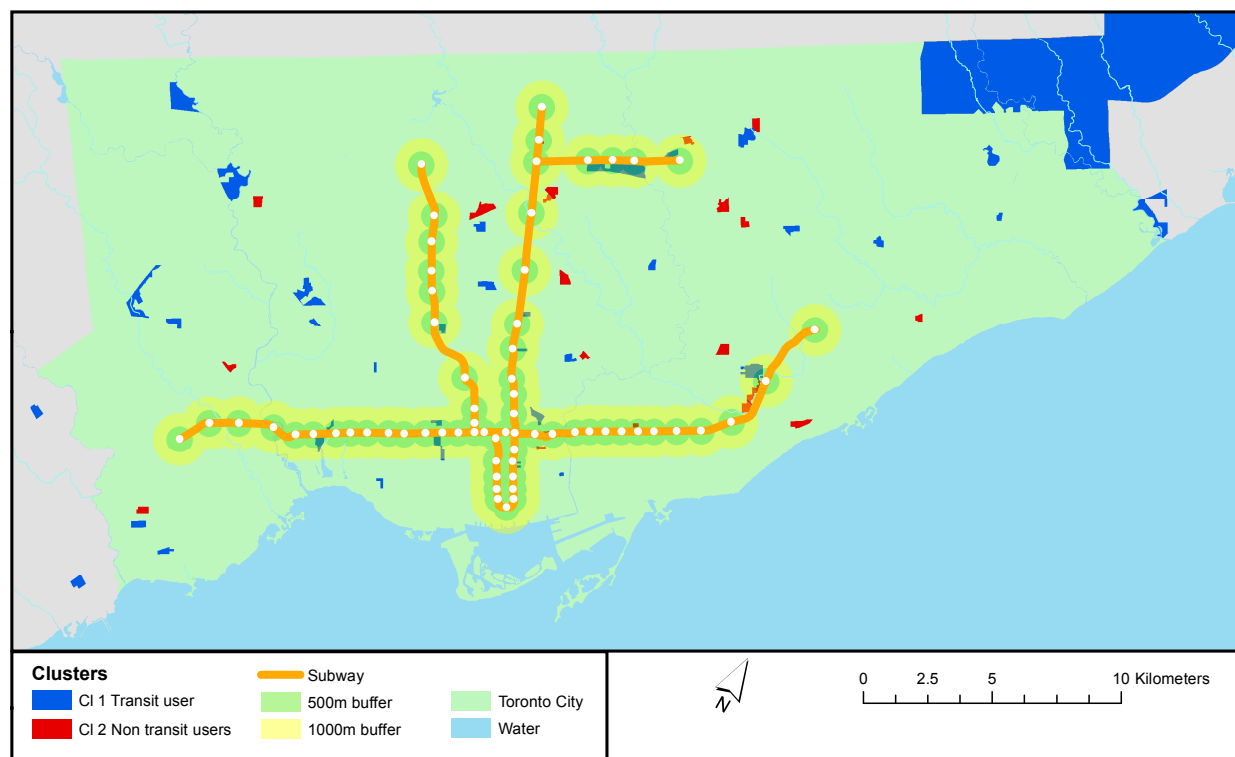 Clusters
Cl 1 Transit user
Cl 2 Non transit users
Subway
500m buffer
1000m buffer
Toronto City
Water
N
0 2.5 5 10 Kilometers